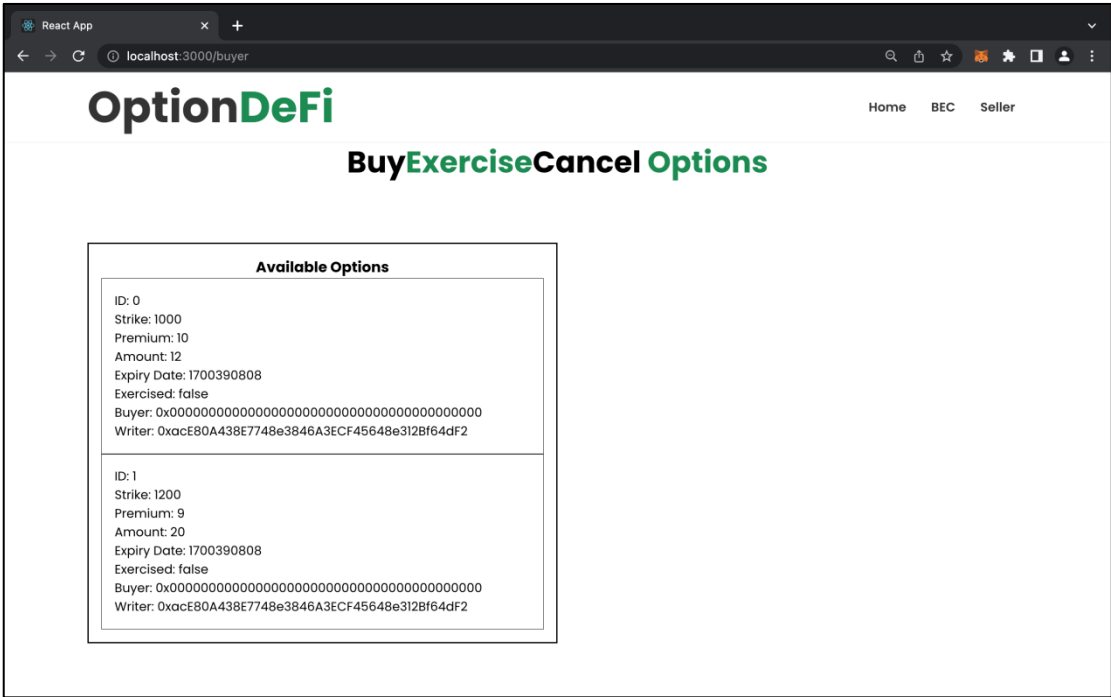 React App
localhost:3000/buyer
OptionDeFi
Home BEC Seller
BuyExerciseCancel Options
Available Options
ID: 0
Strike: 1000
Premium: 10
Amount: 12
Expiry Date: 1700390808
Exercised: false
Buyer: 0x0000000000000000000000000000000000000000
Writer: 0xacE80A438E7748e3846A3ECF45648e312Bf64dF2
ID: 1
Strike: 1200
Premium: 9
Amount: 20
Expiry Date: 1700390808
Exercised: false
Buyer: 0x0000000000000000000000000000000000000000
Writer: 0xacE80A438E7748e3846A3ECF45648e312Bf64dF2